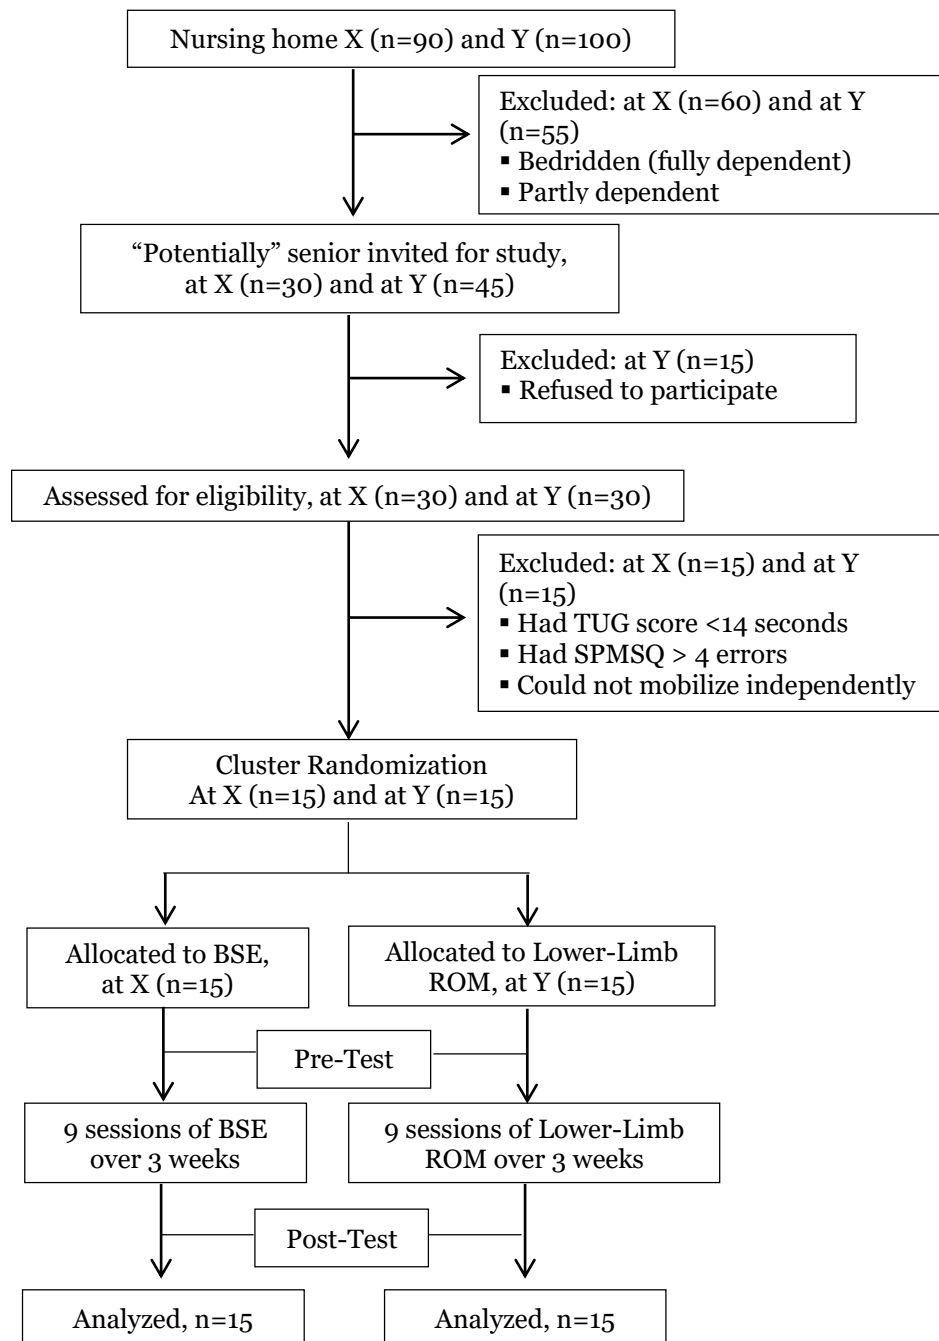 Nursing home X (n=90) and Y (n=100)
Excluded: at X (n=60) and at Y
(n=55)
▪ Bedridden (fully dependent)
▪ Partly dependent
“Potentially” senior invited for study,
at X (n=30) and at Y (n=45)
Excluded: at Y (n=15)
▪ Refused to participate
Assessed for eligibility, at X (n=30) and at Y (n=30)
Excluded: at X (n=15) and at Y
(n=15)
▪ Had TUG score <14 seconds
▪ Had SPMSQ > 4 errors
▪ Could not mobilize independently
Cluster Randomization
At X (n=15) and at Y (n=15)
Allocated to BSE,
at X (n=15)
Allocated to Lower-Limb
ROM, at Y (n=15)
Pre-Test
9 sessions of BSE
over 3 weeks
9 sessions of Lower-Limb
ROM over 3 weeks
Post-Test
Analyzed, n=15
Analyzed, n=15